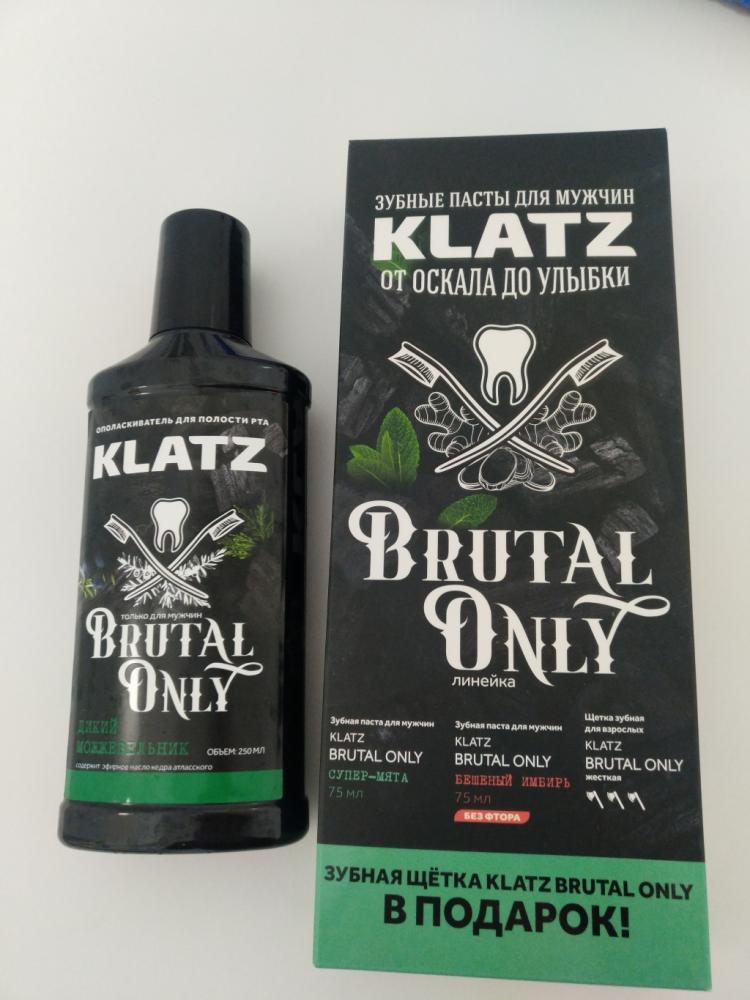 ОПОЛАСКИВАТЕЛЬ ДЛЯ ПОЛОСТИ РТА
KLATZ
ТОЛЬКО ДЛЯ МУЖЧИН
BRUTAL
ONLY
ДИКИЙ
МОЖЖЕВЕЛЬНИК
ОБЪЕМ: 250 МЛ
содержит эфирное масло кедра атласского
ЗУБНЫЕ ПАСТЫ ДЛЯ МУЖЧИН
KLATZ
ОТ ОСКАЛА ДО УЛЫБКИ
BRUTAL
ONLY
линейка
Зубная паста для мужчин
KLATZ
BRUTAL ONLY
СУПЕР-МЯТА
75 мл
Зубная паста для мужчин
KLATZ
BRUTAL ONLY
БЕШЕНЫЙ ИМБИРЬ
75 мл
БЕЗ ФТОРА
Щетка зубная
для взрослых
KLATZ
BRUTAL ONLY
жесткая
ЗУБНАЯ ЩЁТКА KLATZ BRUTAL ONLY
В ПОДАРОК!